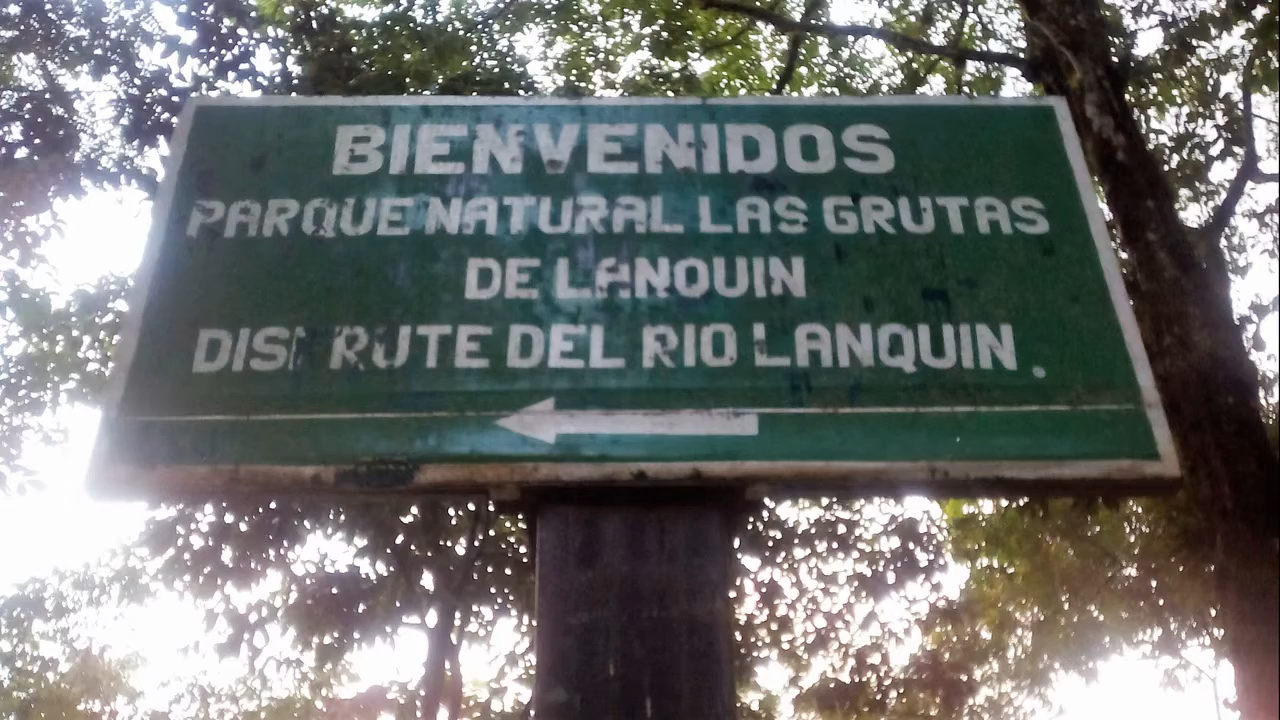 BIENVENIDOS
PARQUE NATURAL LAS GRUTAS
DE LANQUIN
DISFRUTE DEL RIO LANQUIN.